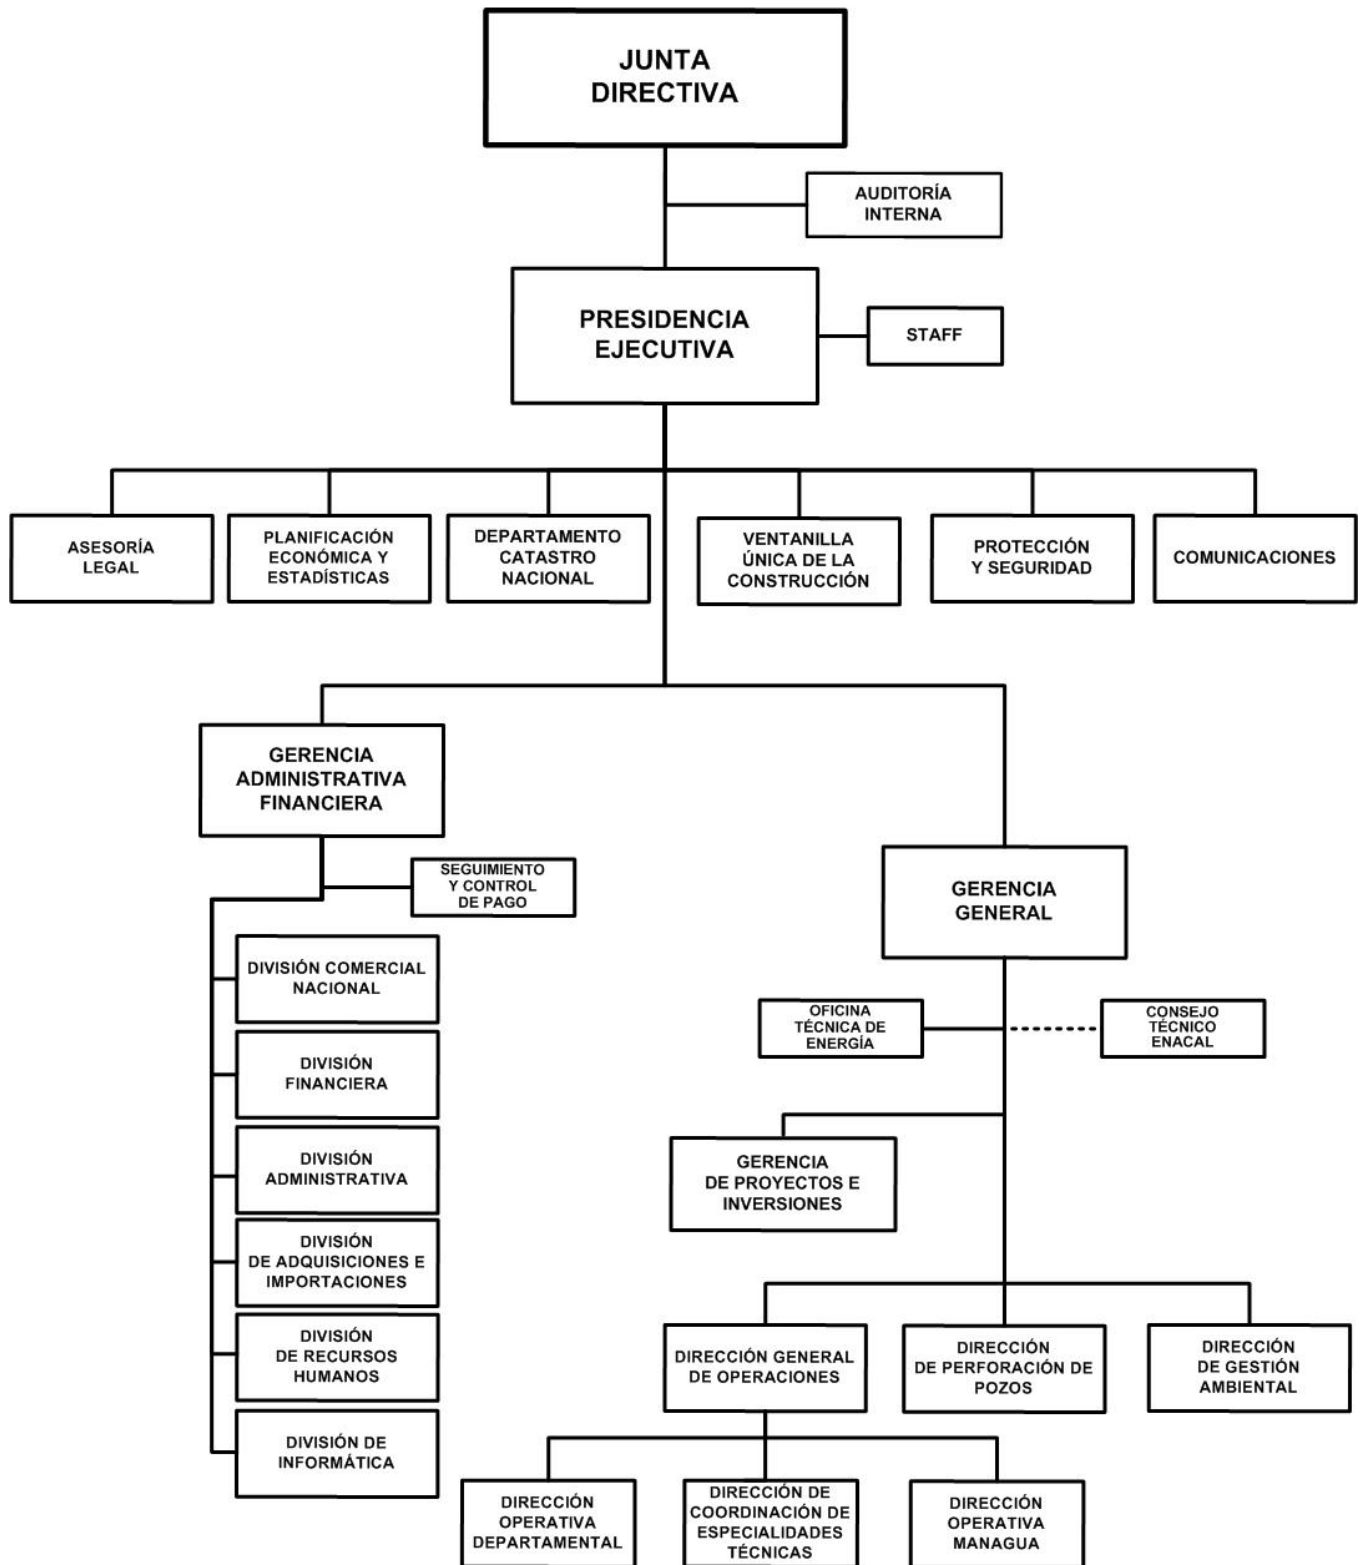 JUNTA
DIRECTIVA
AUDITORÍA
INTERNA
PRESIDENCIA
EJECUTIVA
STAFF
ASESORÍA
LEGAL
PLANIFICACIÓN
ECONÓMICA Y
ESTADÍSTICAS
DEPARTAMENTO
CATASTRO
NACIONAL
VENTANILLA
ÚNICA DE LA
CONSTRUCCIÓN
PROTECCIÓN
Y SEGURIDAD
COMUNICACIONES
GERENCIA
ADMINISTRATIVA
FINANCIERA
SEGUIMIENTO
Y CONTROL
DE PAGO
DIVISIÓN COMERCIAL
NACIONAL
DIVISIÓN
FINANCIERA
DIVISIÓN
ADMINISTRATIVA
DIVISIÓN
DE ADQUISICIONES E
IMPORTACIONES
DIVISIÓN
DE RECURSOS
HUMANOS
DIVISIÓN DE
INFORMÁTICA
GERENCIA
GENERAL
OFICINA
TÉCNICA DE
ENERGÍA
CONSEJO
TÉCNICO
ENACAL
GERENCIA
DE PROYECTOS E
INVERSIONES
DIRECCIÓN GENERAL
DE OPERACIONES
DIRECCIÓN
DE PERFORACIÓN DE
POZOS
DIRECCIÓN
DE GESTIÓN
AMBIENTAL
DIRECCIÓN
OPERATIVA
DEPARTAMENTAL
DIRECCIÓN DE
COORDINACIÓN DE
ESPECIALIDADES
TÉCNICAS
DIRECCIÓN
OPERATIVA
MANAGUA